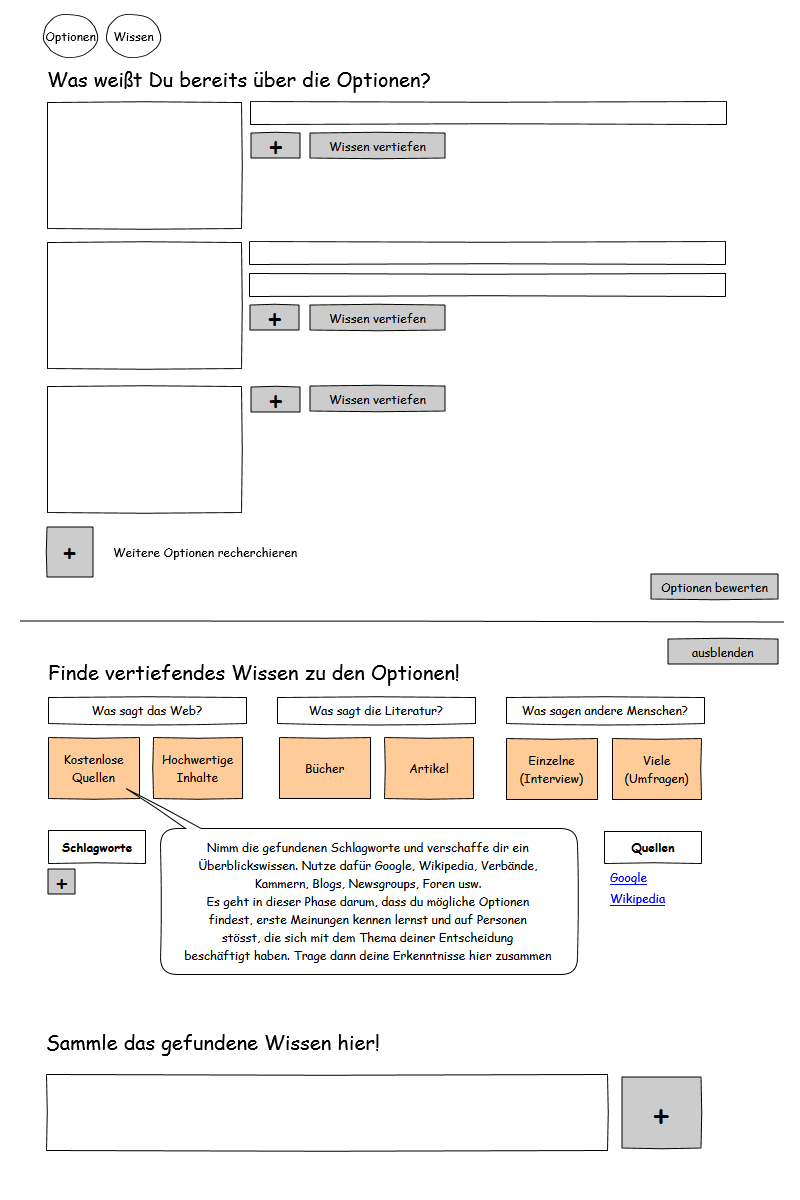 Optionen Wissen
Was weißt Du bereits über die Optionen?
+ Wissen vertiefen
+ Wissen vertiefen
+ Wissen vertiefen
+ Weitere Optionen recherchieren
Optionen bewerten
ausblenden
Finde vertiefendes Wissen zu den Optionen!
Was sagt das Web? Was sagt die Literatur? Was sagen andere Menschen?
Kostenlose
Quellen
Hochwertige
Inhalte
Bücher
Artikel
Einzelne
(Interview)
Viele
(Umfragen)
Schlagworte
+
Nimm die gefundenen Schlagworte und verschaffe dir ein
Überblickswissen. Nutze dafür Google, Wikipedia, Verbände,
Kammern, Blogs, Newsgroups, Foren usw.
Es geht in dieser Phase darum, dass du mögliche Optionen
findest, erste Meinungen kennen lernst und auf Personen
stösst, die sich mit dem Thema deiner Entscheidung
beschäftigt haben. Trage dann deine Erkenntnisse hier zusammen
Quellen
Google
Wikipedia
Sammle das gefundene Wissen hier!
+